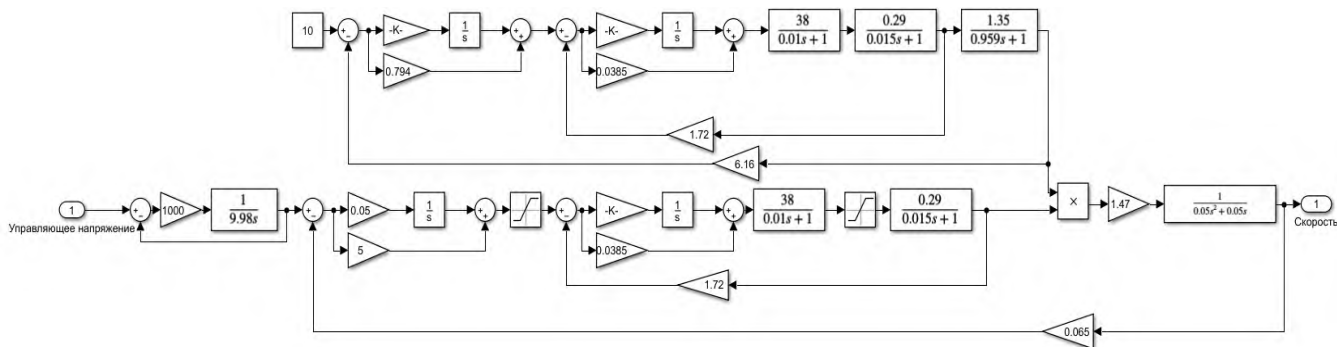 10
-K-
1
s
0.794
-K-
1
s
0.0385
38
0.01s + 1
0.29
0.015s + 1
1.35
0.959s + 1
1.72
6.16
1
Управляющее напряжение
1000
1
9.98s
0.05
1
s
5
-K-
1
s
0.0385
38
0.01s + 1
0.29
0.015s + 1
1.72
×
1.47
1
0.05s² + 0.05s
1
Скорость
0.065